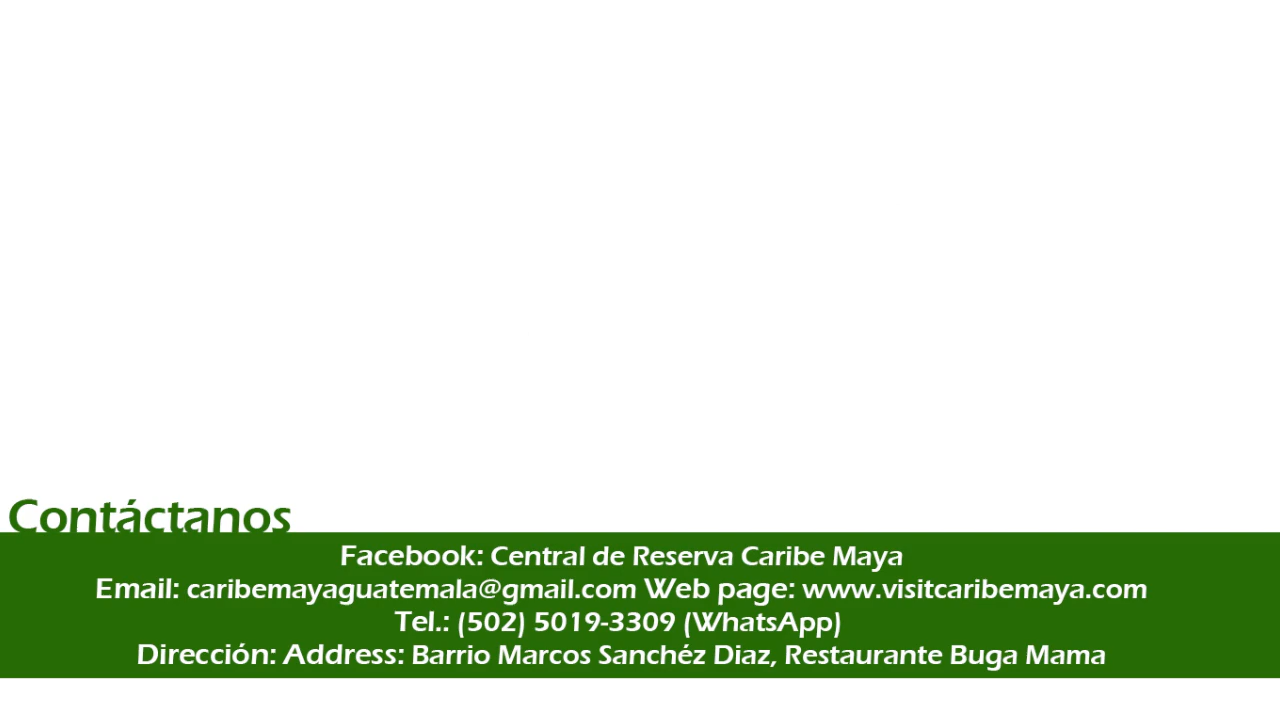 Contáctanos
Facebook: Central de Reserva Caribe Maya
Email: caribemayaguatemala@gmail.com Web page: www.visitcaribemaya.com
Tel.: (502) 5019-3309 (WhatsApp)
Dirección: Address: Barrio Marcos Sanchéz Diaz, Restaurante Buga Mama